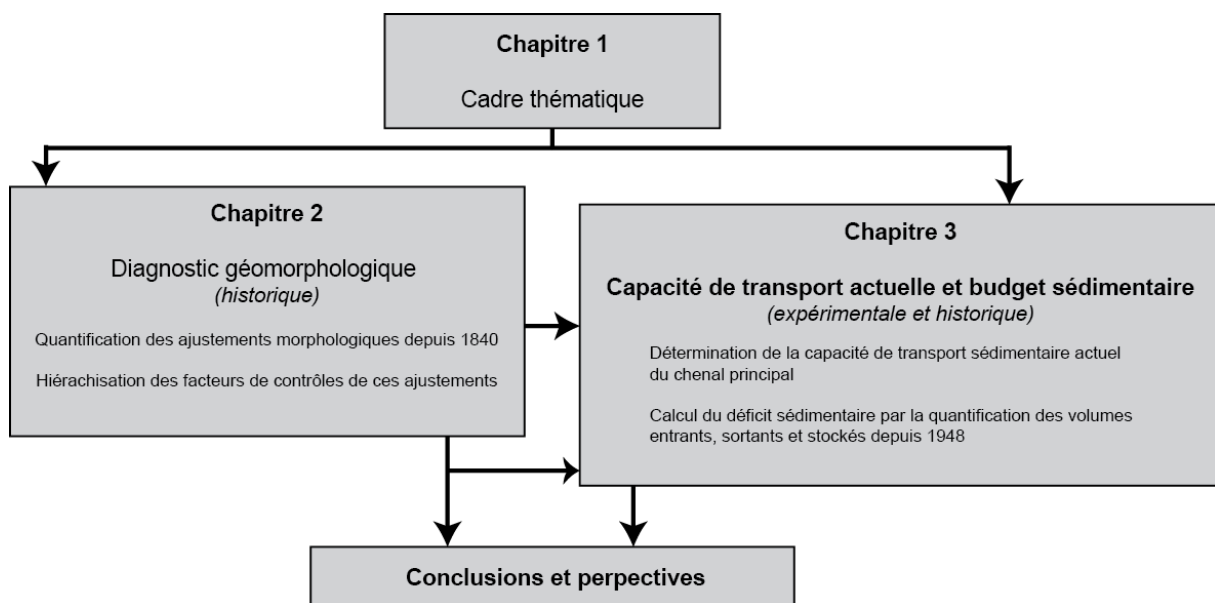 Chapitre 1
Cadre thématique
Chapitre 2
Diagnostic géomorphologique
(historique)
Quantification des ajustements morphologiques depuis 1840
Hiérachisation des facteurs de contrôles de ces ajustements
Chapitre 3
Capacité de transport actuelle et budget sédimentaire
(expérimentale et historique)
Détermination de la capacité de transport sédimentaire actuel
du chenal principal
Calcul du déficit sédimentaire par la quantification des volumes
entrants, sortants et stockés depuis 1948
Conclusions et perpectives